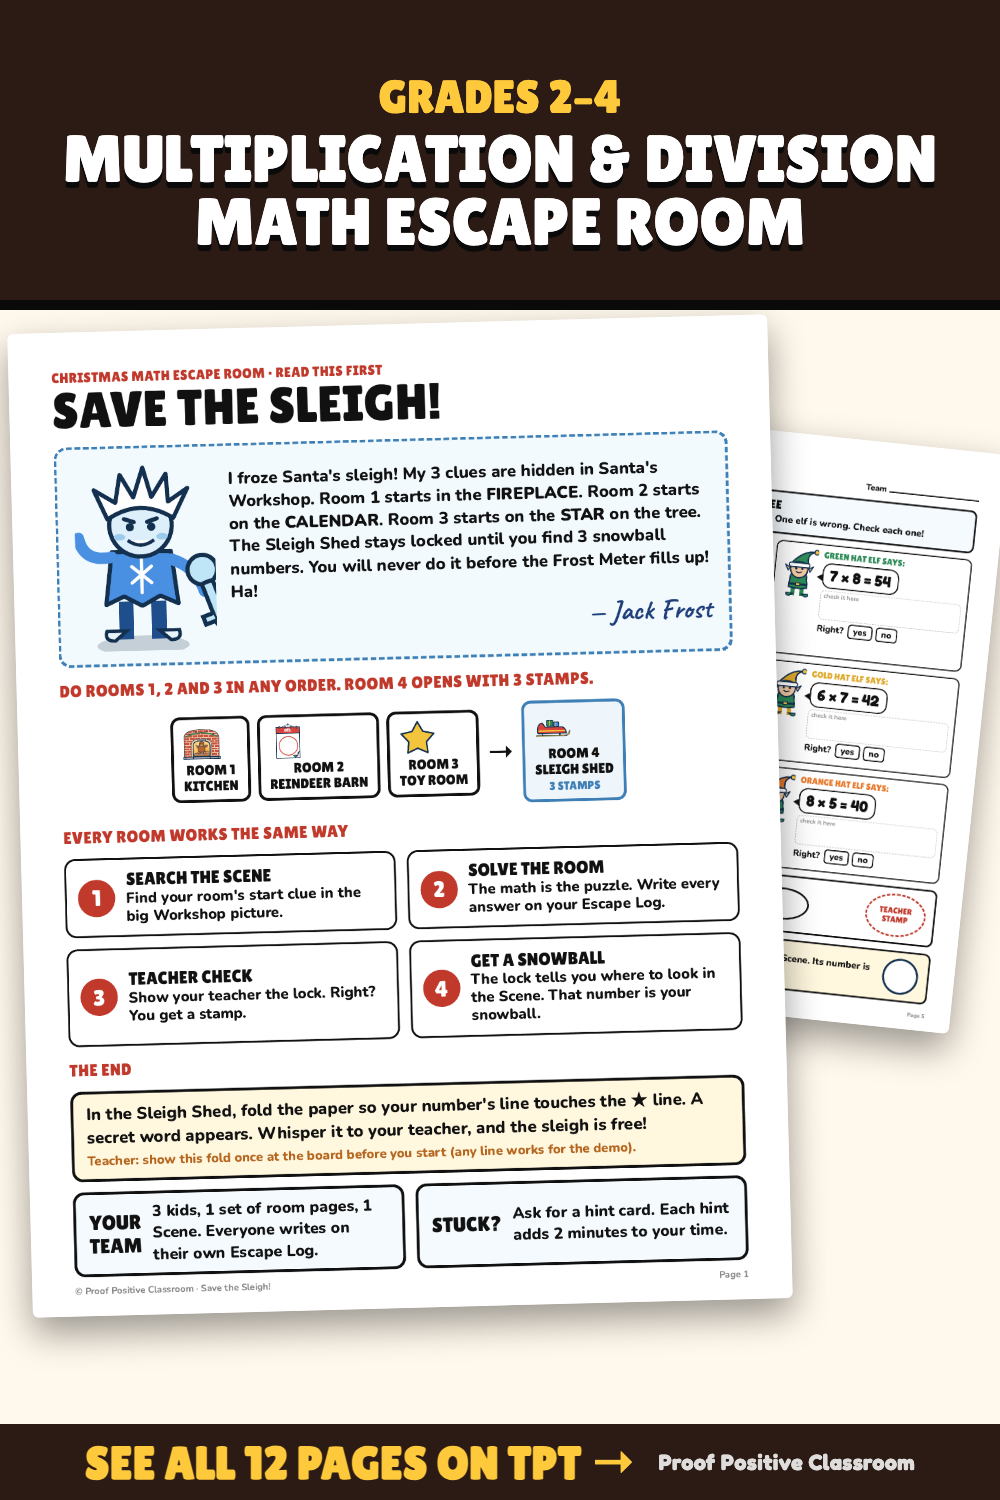 GRADES 2–4
MULTIPLICATION & DIVISION
MATH ESCAPE ROOM
CHRISTMAS MATH ESCAPE ROOM · READ THIS FIRST
SAVE THE SLEIGH!
I froze Santa's sleigh! My 3 clues are hidden in Santa's
Workshop. Room 1 starts in the FIREPLACE. Room 2 starts
on the CALENDAR. Room 3 starts on the STAR on the tree.
The Sleigh Shed stays locked until you find 3 snowball
numbers. You will never do it before the Frost Meter fills up!
Ha!
— Jack Frost
DO ROOMS 1, 2 AND 3 IN ANY ORDER. ROOM 4 OPENS WITH 3 STAMPS.
ROOM 1
KITCHEN
ROOM 2
REINDEER BARN
ROOM 3
TOY ROOM
→
ROOM 4
SLEIGH SHED
3 STAMPS
EVERY ROOM WORKS THE SAME WAY
1
SEARCH THE SCENE
Find your room's start clue in the
big Workshop picture.
2
SOLVE THE ROOM
The math is the puzzle. Write every
answer on your Escape Log.
3
TEACHER CHECK
Show your teacher the lock. Right?
You get a stamp.
4
GET A SNOWBALL
The lock tells you where to look in
the Scene. That number is your
snowball.
THE END
In the Sleigh Shed, fold the paper so your number's line touches the ★ line. A
secret word appears. Whisper it to your teacher, and the sleigh is free!
Teacher: show this fold once at the board before you start (any line works for the demo).
YOUR
TEAM
3 kids, 1 set of room pages, 1
Scene. Everyone writes on
their own Escape Log.
STUCK?
Ask for a hint card. Each hint
adds 2 minutes to your time.
© Proof Positive Classroom · Save the Sleigh!
Page 1
Team
One elf is wrong. Check each one!
GREEN HAT ELF SAYS:
7 × 8 = 54
check it here
Right? yes no
GOLD HAT ELF SAYS:
6 × 7 = 42
check it here
Right? yes no
ORANGE HAT ELF SAYS:
8 × 5 = 40
check it here
Right? yes no
TEACHER
STAMP
Scene. Its number is
Page 5
SEE ALL 12 PAGES ON TPT →
Proof Positive Classroom